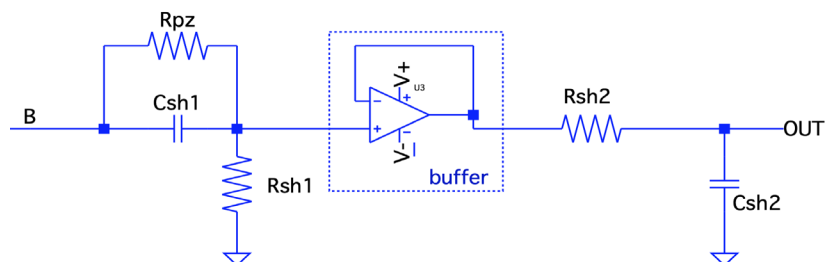 Rpz
Csh1
B
Rsh1
V+
U3
V-
buffer
Rsh2
OUT
Csh2